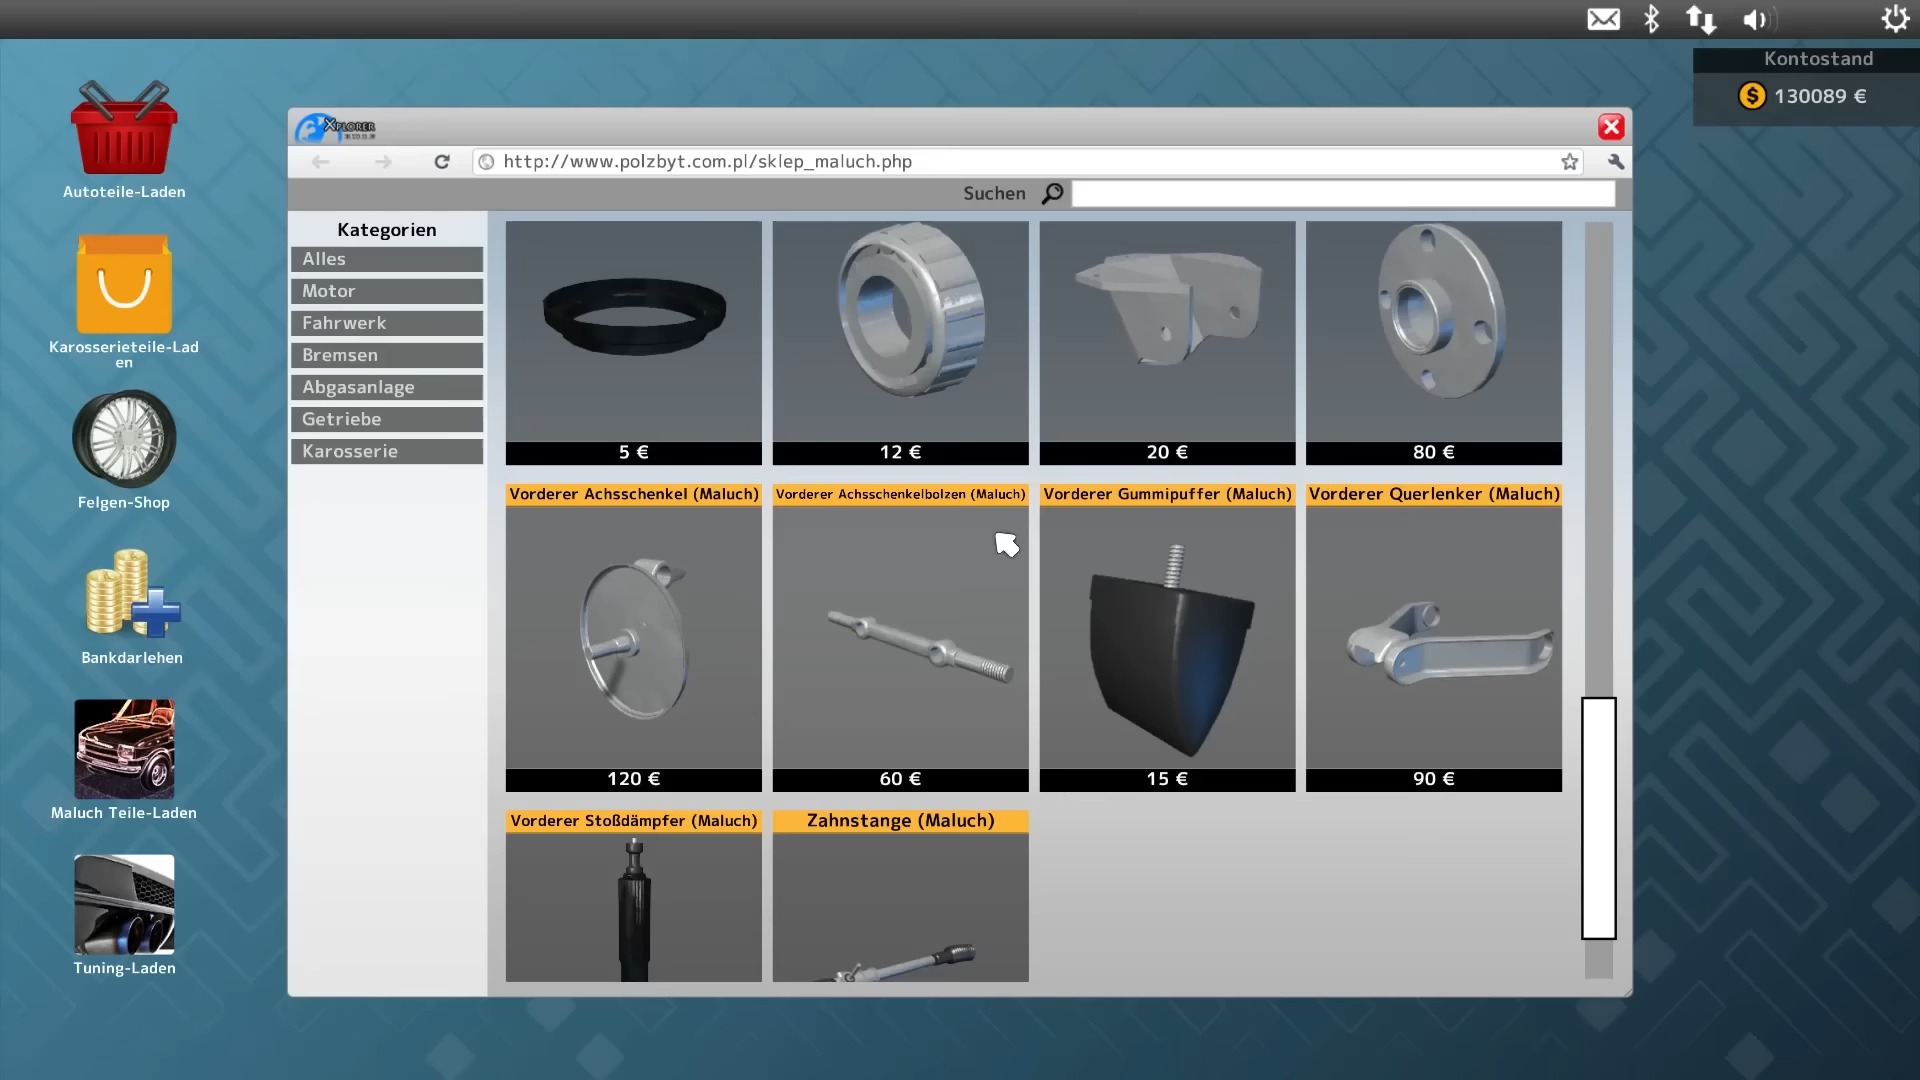 Kontostand
130089 €
Autoteile-Laden
Karosserieteile-Lad
en
Felgen-Shop
Bankdarlehen
Maluch Teile-Laden
Tuning-Laden
XPLORER
http://www.polzbyt.com.pl/sklep_maluch.php
Suchen
Kategorien
Alles
Motor
Fahrwerk
Bremsen
Abgasanlage
Getriebe
Karosserie
5 €
12 €
20 €
80 €
Vorderer Achsschenkel (Maluch)
Vorderer Achsschenkelbolzen (Maluch)
Vorderer Gummipuffer (Maluch)
Vorderer Querlenker (Maluch)
120 €
60 €
15 €
90 €
Vorderer Stoßdämpfer (Maluch)
Zahnstange (Maluch)